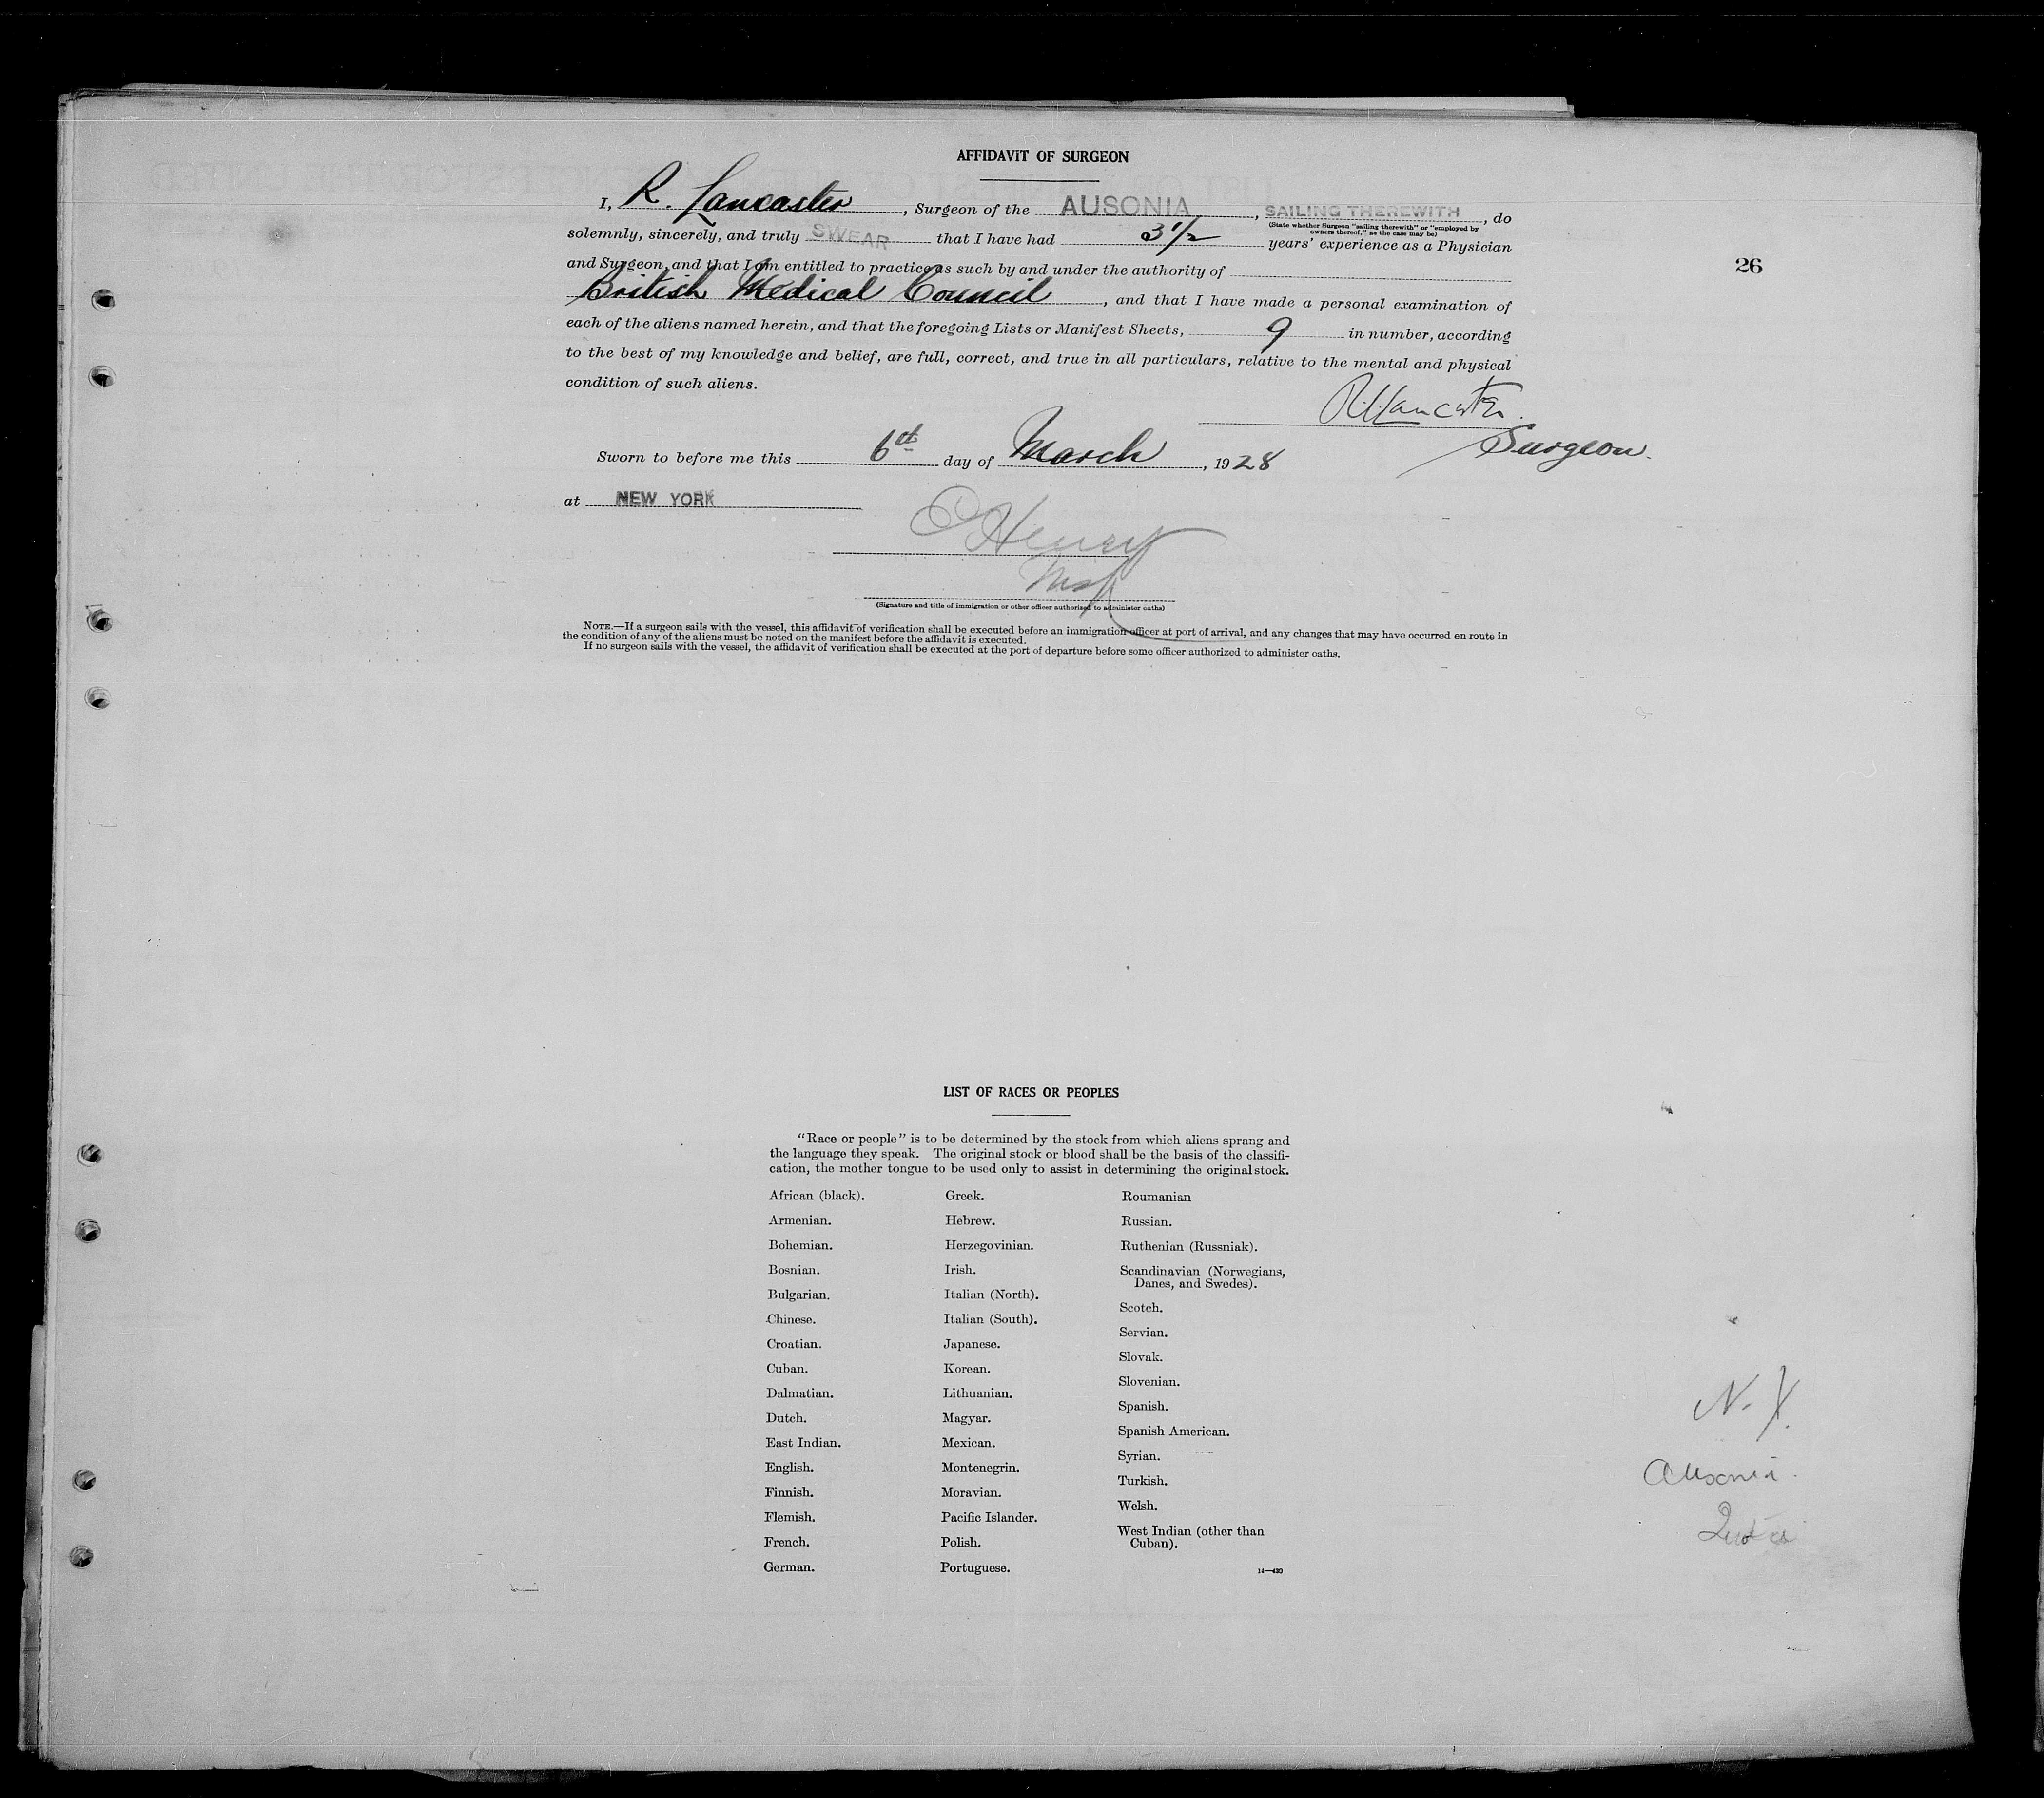 AFFIDAVIT OF SURGEON
I, R. Lancaster, Surgeon of the AUSONIA, SAILING THEREWITH, do
(State whether Surgeon "sailing therewith" or "employed by
owners thereof," as the case may be)
solemnly, sincerely, and truly SWEAR that I have had 3 1/2 years' experience as a Physician
and Surgeon, and that I am entitled to practice as such by and under the authority of
British Medical Council, and that I have made a personal examination of
26
each of the aliens named herein, and that the foregoing Lists or Manifest Sheets, 9 in number, according
to the best of my knowledge and belief, are full, correct, and true in all particulars, relative to the mental and physical
condition of such aliens.
R. Lancaster.
Surgeon.
Sworn to before me this 6th day of March, 1928
at NEW YORK
Henry
Insp
(Signature and title of immigration or other officer authorized to administer oaths)
NOTE.—If a surgeon sails with the vessel, this affidavit of verification shall be executed before an immigration officer at port of arrival, and any changes that may have occurred en route in
the condition of any of the aliens must be noted on the manifest before the affidavit is executed.
If no surgeon sails with the vessel, the affidavit of verification shall be executed at the port of departure before some officer authorized to administer oaths.
LIST OF RACES OR PEOPLES
"Race or people" is to be determined by the stock from which aliens sprang and
the language they speak. The original stock or blood shall be the basis of the classifi-
cation, the mother tongue to be used only to assist in determining the original stock.
African (black).
Armenian.
Bohemian.
Bosnian.
Bulgarian.
Chinese.
Croatian.
Cuban.
Dalmatian.
Dutch.
East Indian.
English.
Finnish.
Flemish.
French.
German.
Greek.
Hebrew.
Herzegovinian.
Irish.
Italian (North).
Italian (South).
Japanese.
Korean.
Lithuanian.
Magyar.
Mexican.
Montenegrin.
Moravian.
Pacific Islander.
Polish.
Portuguese.
Roumanian
Russian.
Ruthenian (Russniak).
Scandinavian (Norwegians,
Danes, and Swedes).
Scotch.
Servian.
Slovak.
Slovenian.
Spanish.
Spanish American.
Syrian.
Turkish.
Welsh.
West Indian (other than
Cuban).
14—430
N.Y.
Ausonia.